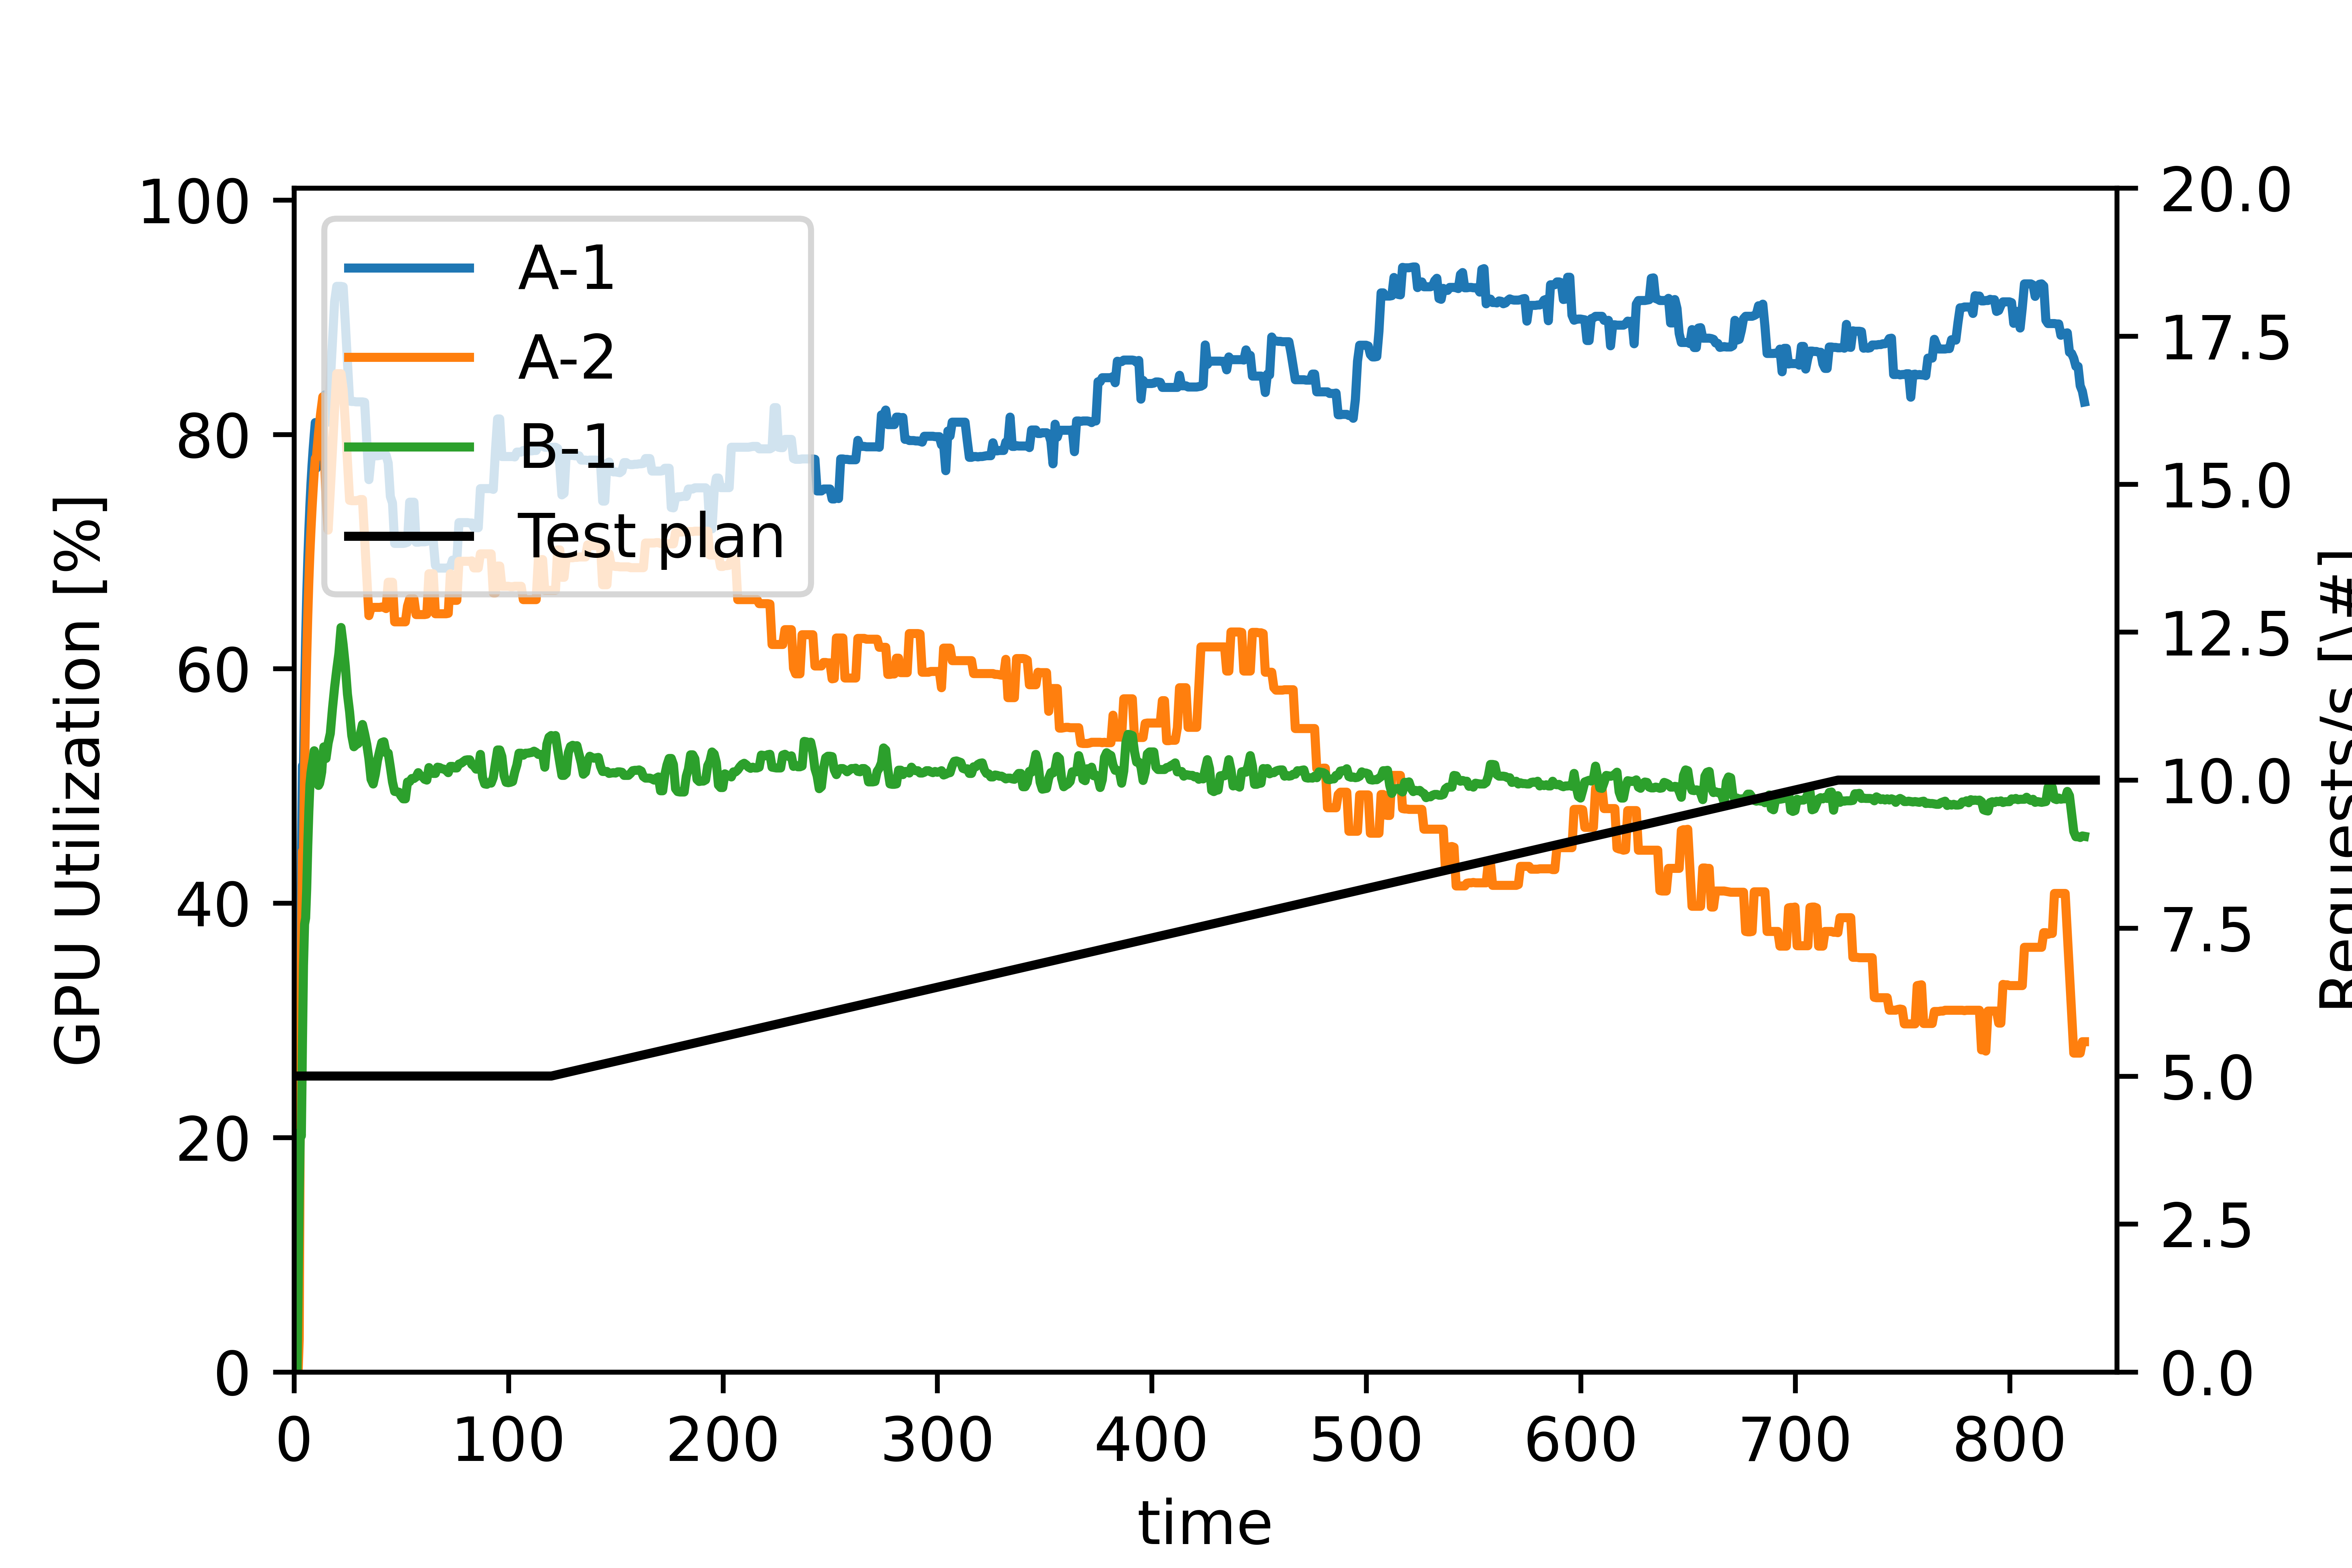 100
80
60
40
20
0
GPU Utilization [%]
A-1
A-2
B-1
Test plan
20.0
17.5
15.0
12.5
10.0
7.5
5.0
2.5
0.0
Requests/s [\#]
0 100 200 300 400 500 600 700 800
time